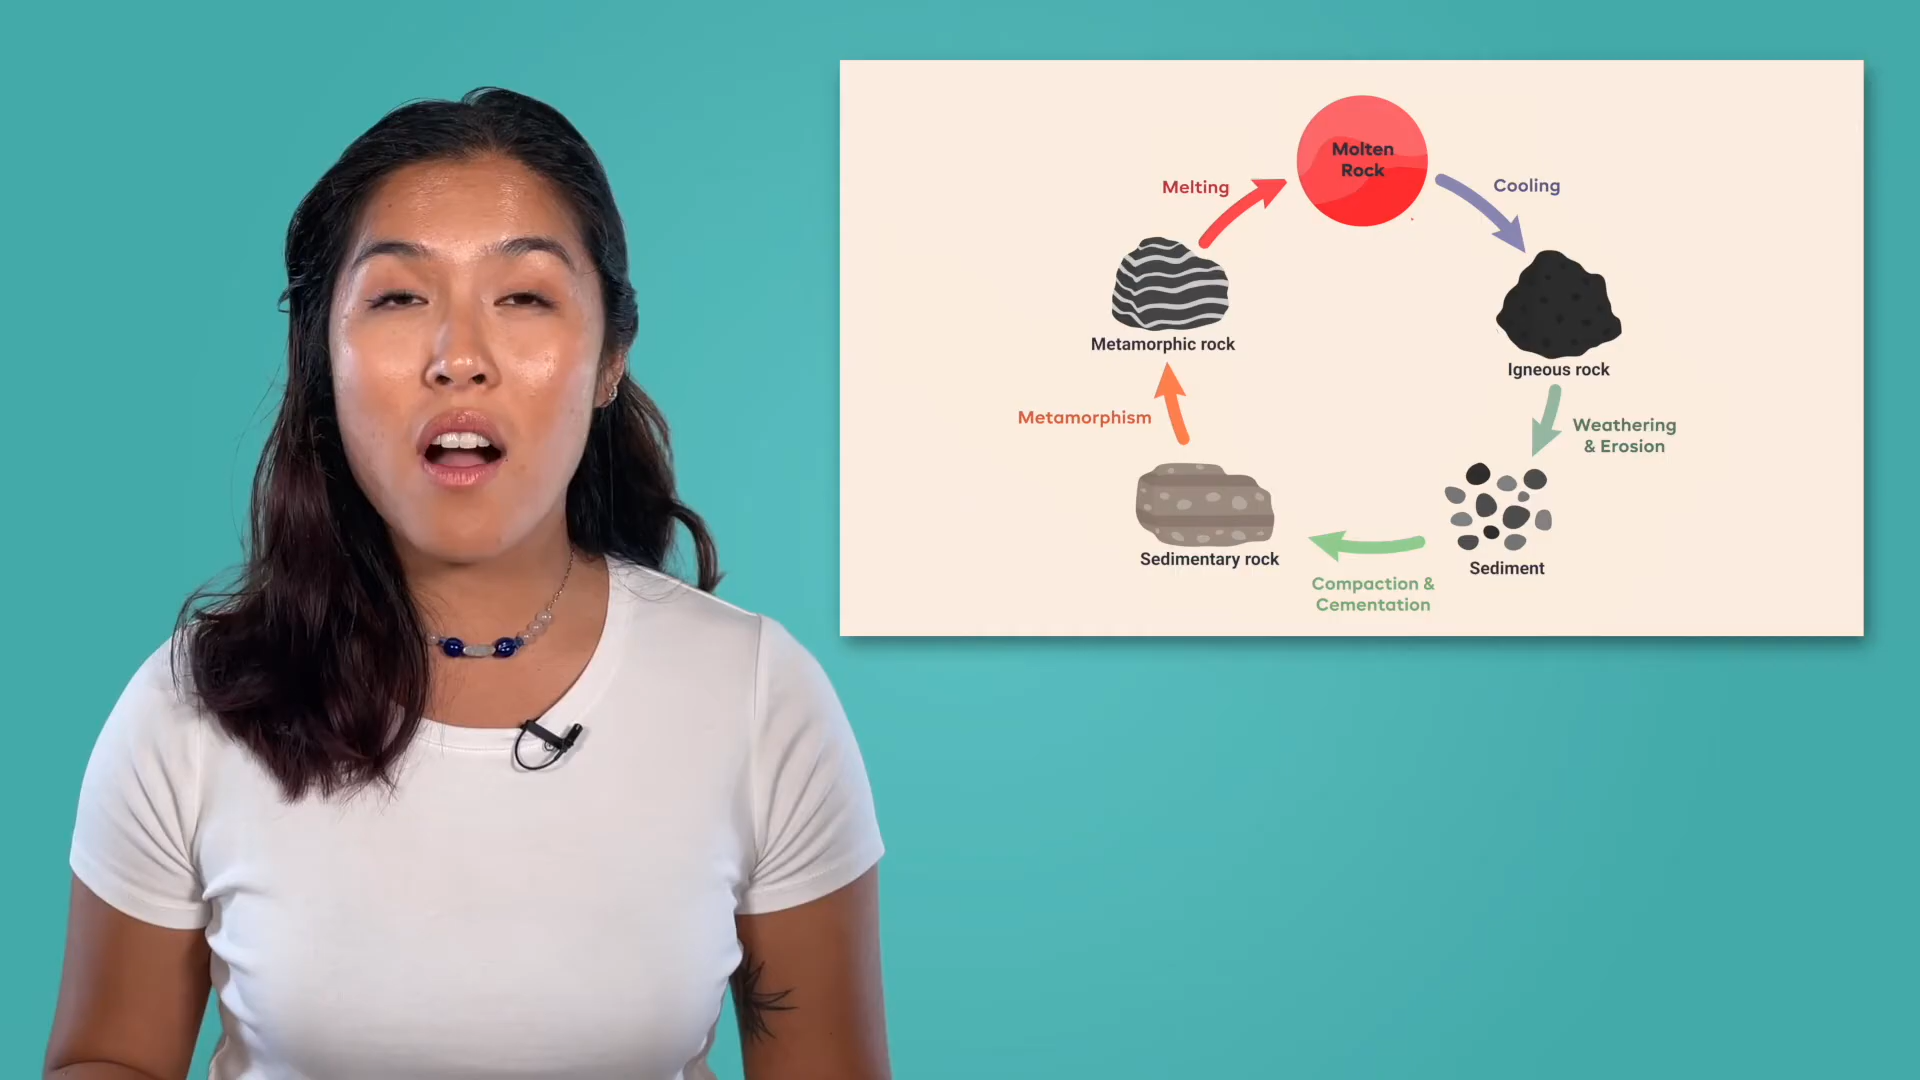 Molten
Rock
Melting
Cooling
Metamorphic rock
Igneous rock
Metamorphism
Weathering
& Erosion
Sedimentary rock
Sediment
Compaction &
Cementation